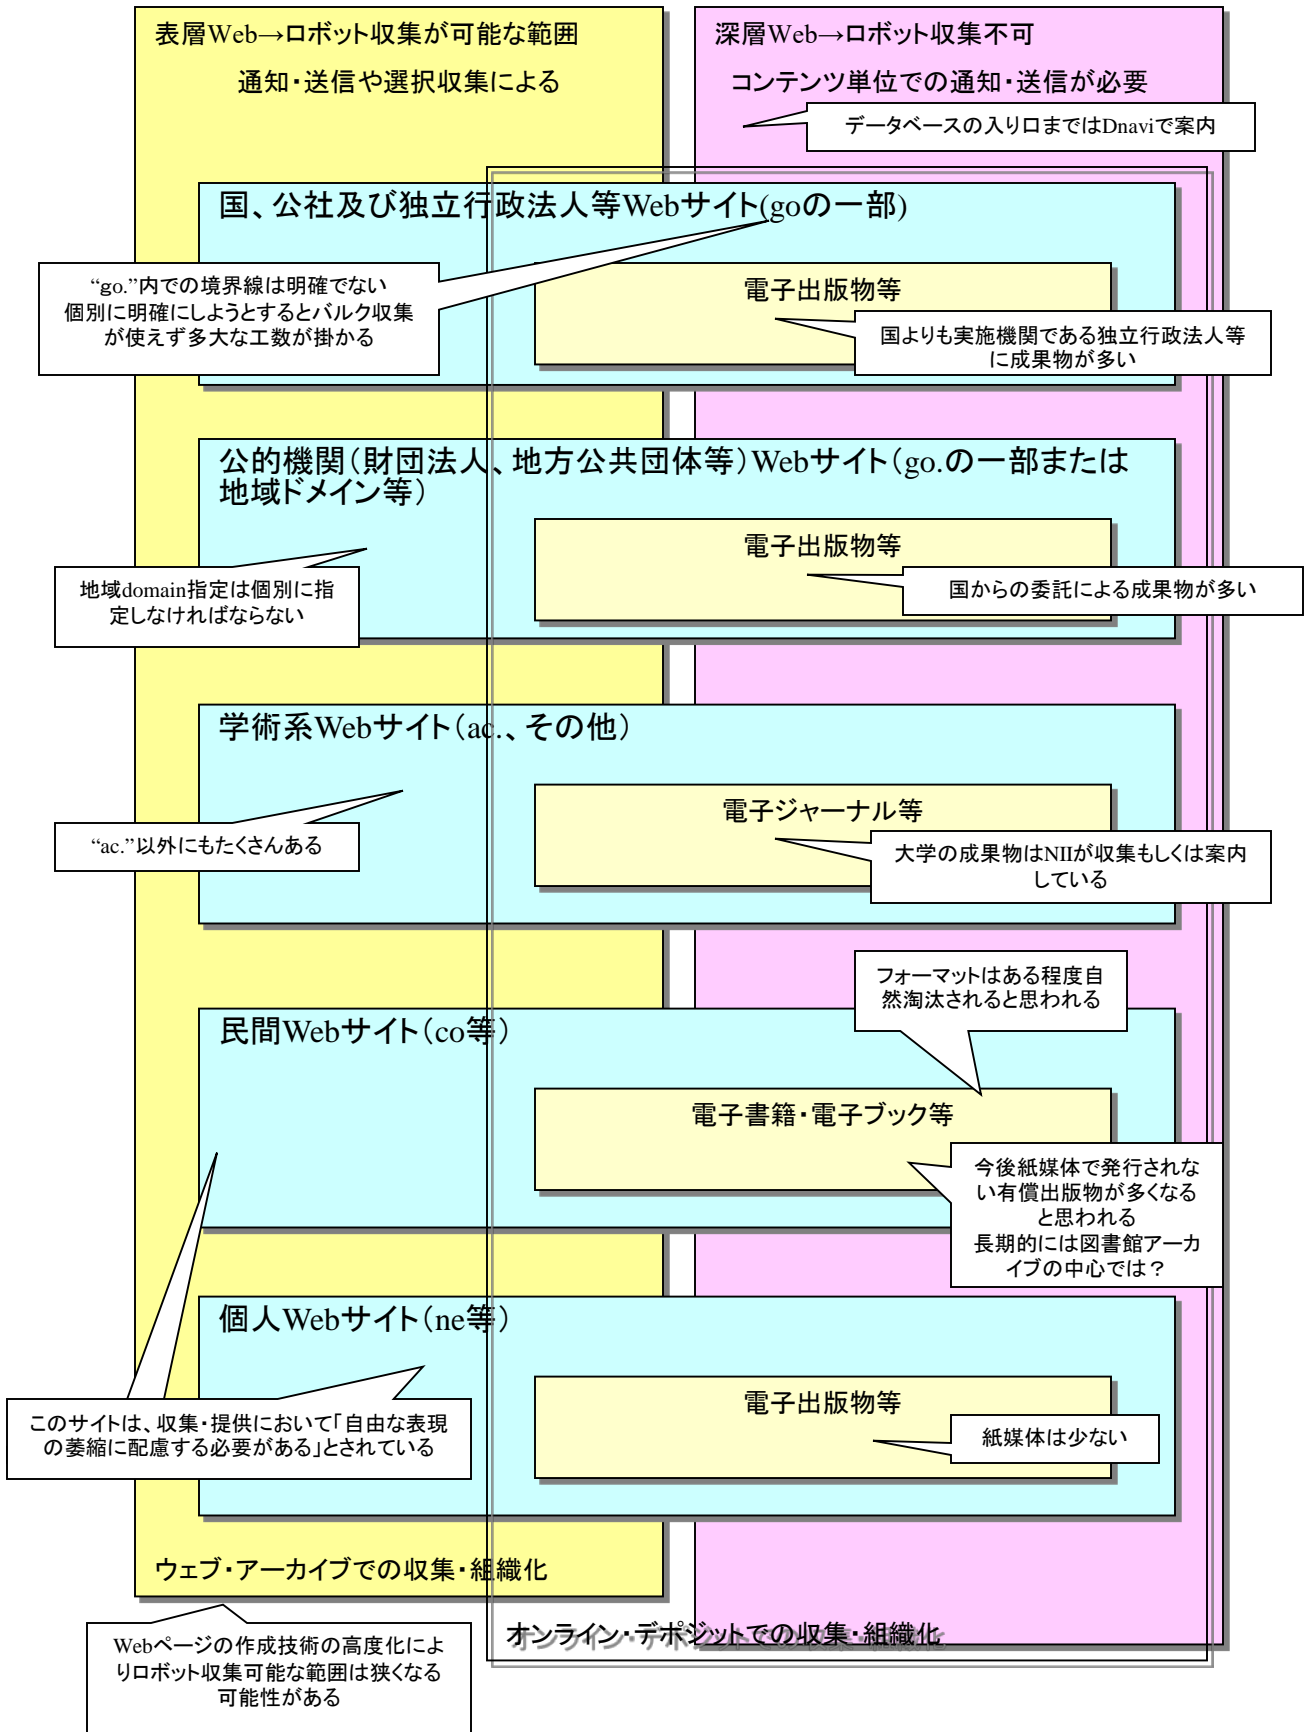 表層Web→ロボット収集が可能な範囲
通知・送信や選択収集による
深層Web→ロボット収集不可
コンテンツ単位での通知・送信が必要
データベースの入り口まではDnaviで案内
国、公社及び独立行政法人等Webサイト(goの一部)
“go.”内での境界線は明確でない
個別に明確にしようとするとバルク収集
が使えず多大な工数が掛かる
電子出版物等
国よりも実施機関である独立行政法人等
に成果物が多い
公的機関(財団法人、地方公共団体等)Webサイト(go.の一部または
地域ドメイン等)
電子出版物等
地域domain指定は個別に指
定しなければならない
国からの委託による成果物が多い
学術系Webサイト(ac.、その他)
電子ジャーナル等
“ac.”以外にもたくさんある
大学の成果物はNIIが収集もしくは案内
している
フォーマットはある程度自
然淘汰されると思われる
民間Webサイト(co等)
電子書籍・電子ブック等
今後紙媒体で発行されな
い有償出版物が多くなる
と思われる
長期的には図書館アーカ
イブの中心では？
個人Webサイト(ne等)
電子出版物等
このサイトは、収集・提供において「自由な表現
の萎縮に配慮する必要がある」とされている
紙媒体は少ない
ウェブ・アーカイブでの収集・組織化
オンライン・デポジットでの収集・組織化
Webページの作成技術の高度化によ
りロボット収集可能な範囲は狭くなる
可能性がある